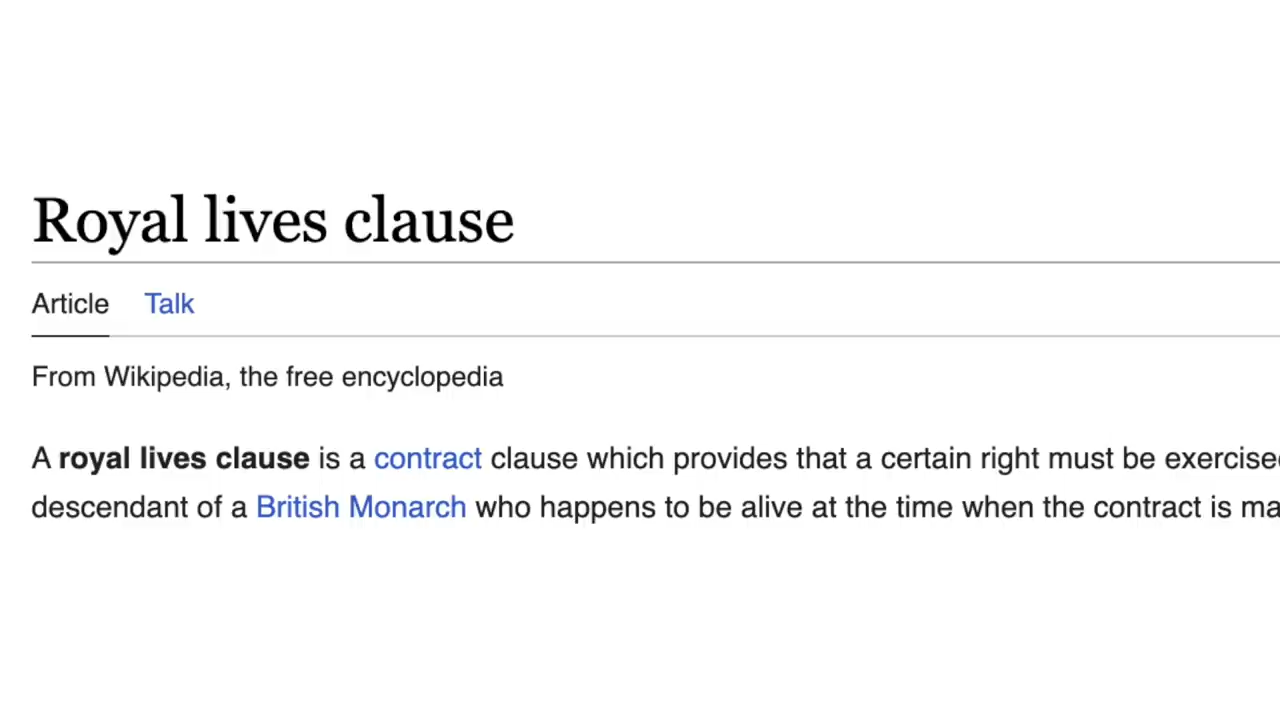 Royal lives clause
Article Talk
From Wikipedia, the free encyclopedia
A royal lives clause is a contract clause which provides that a certain right must be
descendant of a British Monarch who happens to be alive at the time when the contract is